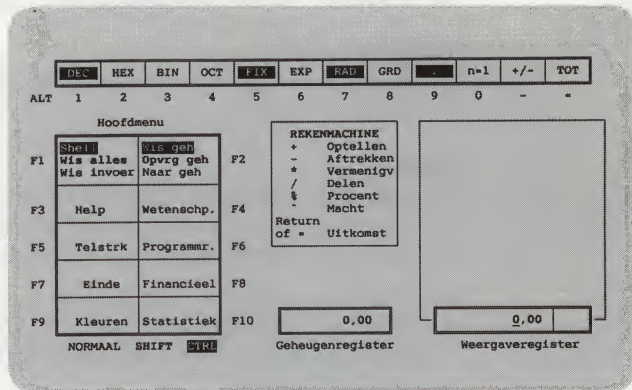 DEC HEX BIN OCT FIX EXP RAD GRD . n=1 +/- TOT
ALT 1 2 3 4 5 6 7 8 9 0 - =
Hoofdmenu
Shell Wis geh
F1 Wis alles Opvrg geh F2
Wis invoer Naar geh
F3 Help Wetenschp. F4
F5 Telstrk Programmr. F6
F7 Einde Financieel F8
F9 Kleuren Statistiek F10
NORMAAL SHIFT CTRL
REKENMACHINE
+ Optellen
- Aftrekken
* Vermenigv
/ Delen
% Procent
^ Macht
Return
of = Uitkomst
0,00
Geheugenregister
0,00
Weergaveregister